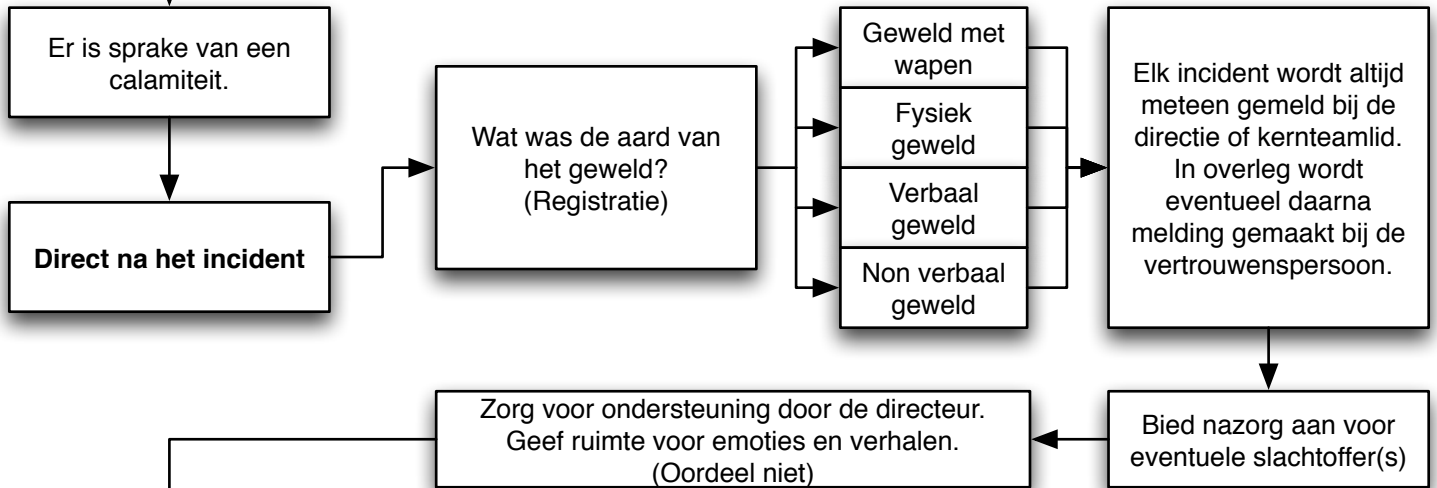 Er is sprake van een
calamiteit.
Direct na het incident
Wat was de aard van
het geweld?
(Registratie)
Geweld met
wapen
Fysiek
geweld
Verbaal
geweld
Non verbaal
geweld
Elk incident wordt altijd
meteen gemeld bij de
directie of kernteamlid.
In overleg wordt
eventueel daarna
melding gemaakt bij de
vertrouwenspersoon.
Bied nazorg aan voor
eventuele slachtoffer(s)
Zorg voor ondersteuning door de directeur.
Geef ruimte voor emoties en verhalen.
(Oordeel niet)